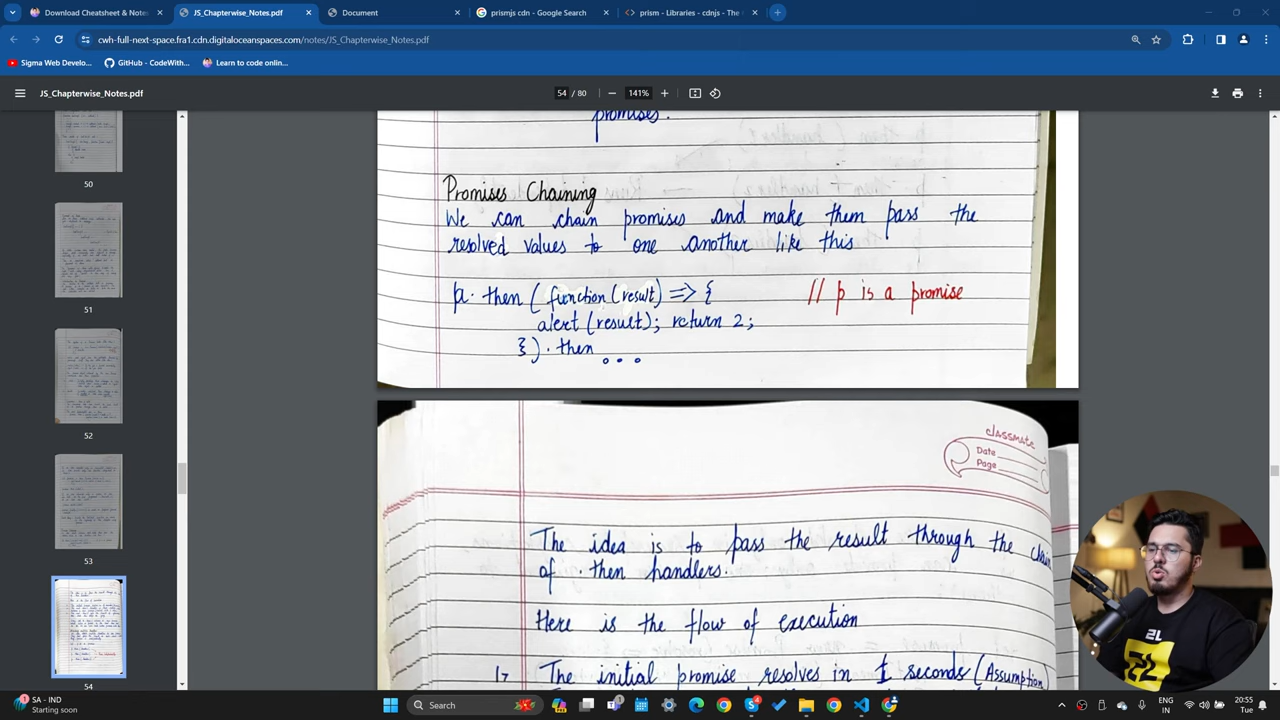 Download Cheatsheet & Notes
JS_Chapterwise_Notes.pdf
Document
prismjs cdn - Google Search
prism - Libraries - cdnjs - The
cwh-full-next-space.fra1.cdn.digitaloceanspaces.com/notes/JS_Chapterwise_Notes.pdf
Sigma Web Develo...
GitHub - CodeWith...
Learn to code onlin...
JS_Chapterwise_Notes.pdf
54 / 80
141%
50
51
52
53
54
promises.
Promises Chaining
We can chain promises and make them pass the
resolved values to one another like this
p. then ( function (result) => { // p is a promise
alert (result); return 2;
}) . then ...
classmate
Date
Page
The idea is to pass the result through the chain
of .then handlers.
Here is the flow of execution
1> The initial promise resolves in 1 seconds (Assumption
SA - IND
Starting soon
Search
ENG
IN
20:55
Tue